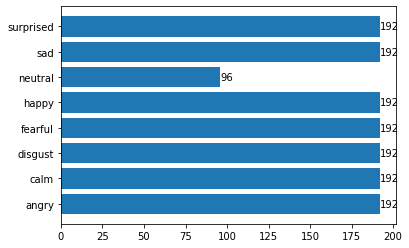 surprised 192
sad 192
neutral 96
happy 192
fearful 192
disgust 192
calm 192
angry 192
0 25 50 75 100 125 150 175 200